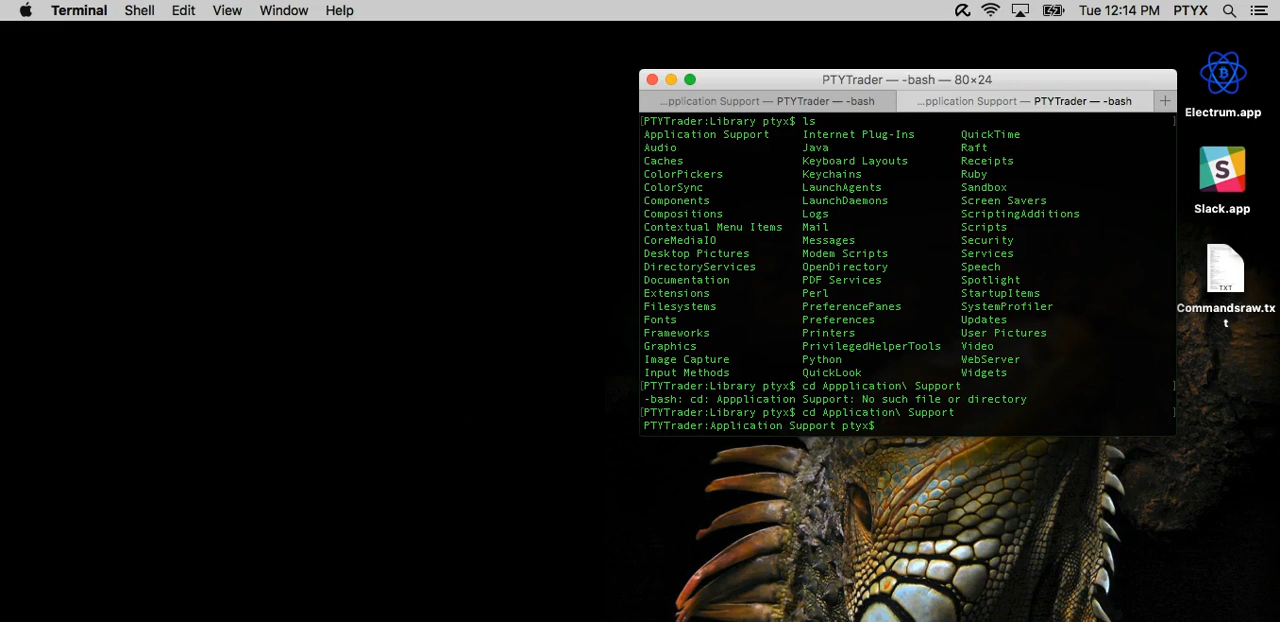 Terminal Shell Edit View Window Help Tue 12:14 PM PTYX
PTYTrader — -bash — 80×24
...pplication Support — PTYTrader — -bash ...pplication Support — PTYTrader — -bash +
[PTYTrader:Library ptyx$ ls ]
Application Support Internet Plug-Ins QuickTime
Audio Java Raft
Caches Keyboard Layouts Receipts
ColorPickers Keychains Ruby
ColorSync LaunchAgents Sandbox
Components LaunchDaemons Screen Savers
Compositions Logs ScriptingAdditions
Contextual Menu Items Mail Scripts
CoreMediaIO Messages Security
Desktop Pictures Modem Scripts Services
DirectoryServices OpenDirectory Speech
Documentation PDF Services Spotlight
Extensions Perl StartupItems
Filesystems PreferencePanes SystemProfiler
Fonts Preferences Updates
Frameworks Printers User Pictures
Graphics PrivilegedHelperTools Video
Image Capture Python WebServer
Input Methods QuickLook Widgets
[PTYTrader:Library ptyx$ cd Appplication\ Support ]
-bash: cd: Appplication Support: No such file or directory
[PTYTrader:Library ptyx$ cd Application\ Support ]
PTYTrader:Application Support ptyx$
Electrum.app
S
Slack.app
TXT
Commandsraw.tx
t